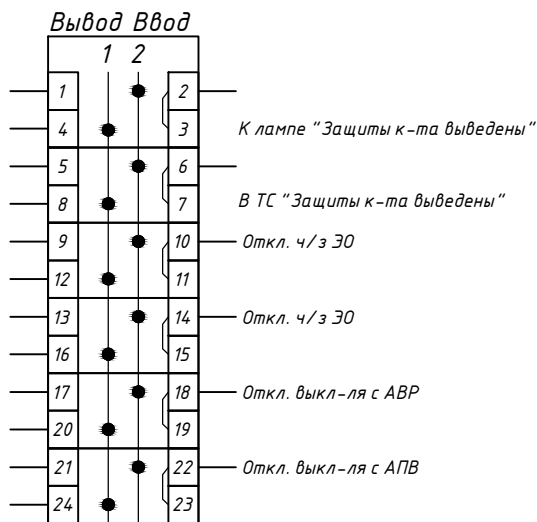 Вывод Ввод
1 2
1 2
4 3 К лампе "Защиты к-та выведены"
5 6
8 7 В ТС "Защиты к-та выведены"
9 10 Откл. ч/з ЭО
12 11
13 14 Откл. ч/з ЭО
16 15
17 18 Откл. выкл-ля с АВР
20 19
21 22 Откл. выкл-ля с АПВ
24 23